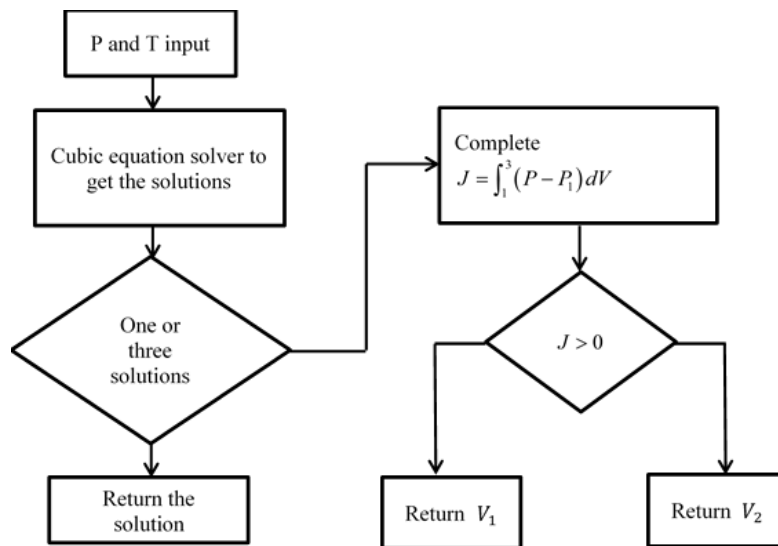 P and T input
Cubic equation solver to
get the solutions
One or
three
solutions
Return the
solution
Complete
J = ∫₁³ (P − P₁) dV
J > 0
Return V₁
Return V₂